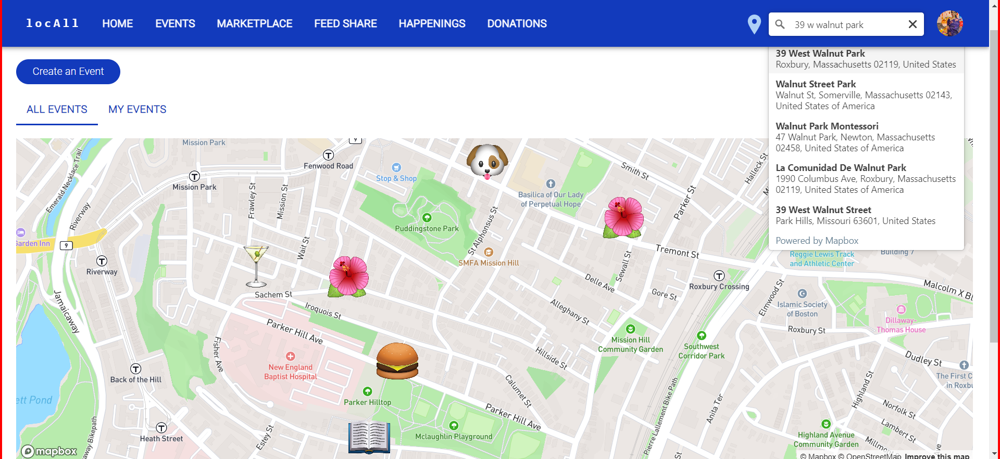 locAll
HOME
EVENTS
MARKETPLACE
FEED SHARE
HAPPENINGS
DONATIONS
39 w walnut park
39 West Walnut Park
Roxbury, Massachusetts 02119, United States
Walnut Street Park
Walnut St, Somerville, Massachusetts 02143,
United States of America
Walnut Park Montessori
47 Walnut Park, Newton, Massachusetts
02458, United States of America
La Comunidad De Walnut Park
1990 Columbus Ave, Roxbury, Massachusetts
02119, United States of America
39 West Walnut Street
Park Hills, Missouri 63601, United States
Powered by Mapbox
Create an Event
ALL EVENTS
MY EVENTS
Mission Park
9
T
Fenwood Road
T
Mission Park
Stop & Shop
Smith St
Halleck St
Emerald Necklace Trail
Riverway
Frawley St
Mission St
Basilica of Our Lady
of Perpetual Hope
Parker St
Puddingstone Park
St Alphonsus St
Garden Inn
9
Wait St
SMFA Mission Hill
Tremont St
Reggie Lewis Track
and Athletic Center
Building 7
T
Riverway
Sewall St
Delle Ave
T
Roxbury Crossing
Malcolm X Bl
Elmwood St
Sachem St
Gore St
Islamic Society
of Boston
Jamaicaway
Iroquois St
Alleghany St
Dillaway-
Thomas House
Parker Hill Ave
Roxbury St
Mission Hill
Community Garden
Southwest
Corridor Park
Fisher Ave
Hillside St
Dudley St
New England
Baptist Hospital
T
Back of the Hill
Calumet St
Highland St
The First C
in Roxbu
ett Pond
Parker Hilltop
Pierre Lallement Bike Path
Anita Ter
Norfolk St
Parker Hill Ave
Lambert St
T
Heath Street
Estey St
Mclaughlin Playground
Highland Avenue
Community Garden
Millmo
Ave
away Bikepath
St
mapbox
© Mapbox © OpenStreetMap Improve this map